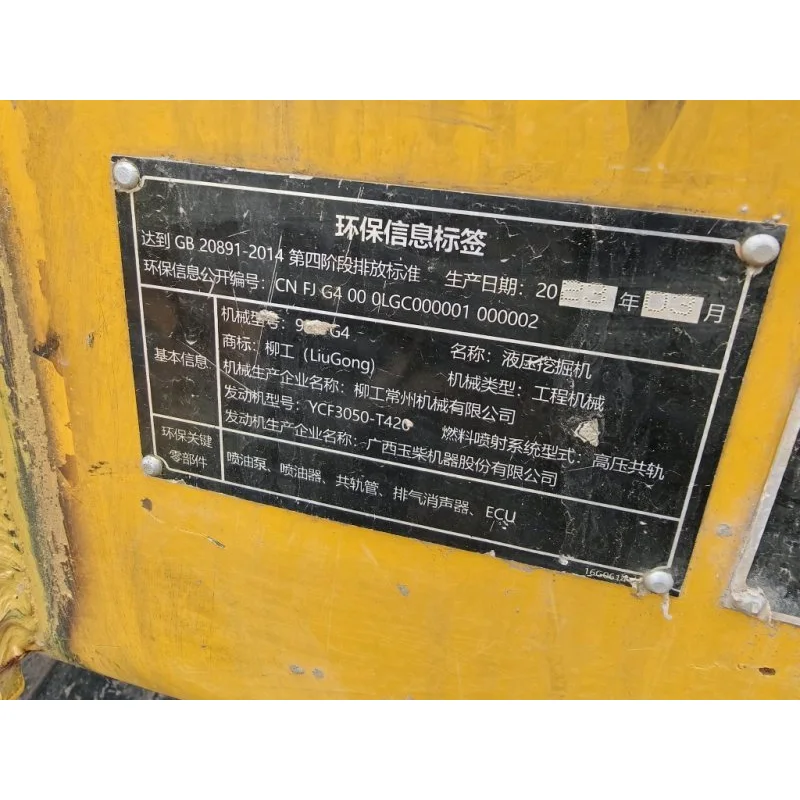 环保信息标签
达到 GB 20891-2014 第四阶段排放标准 生产日期：2023年03月
环保信息公开编号：CN FJ G4 00 0LGC000001 000002
基本信息
机械型号：9 G4 名称：液压挖掘机
商标：柳工（LiuGong） 机械类型：工程机械
机械生产企业名称：柳工常州机械有限公司
发动机型号：YCF3050-T420 燃料喷射系统型式：高压共轨
发动机生产企业名称：广西玉柴机器股份有限公司
环保关键
零部件
喷油泵、喷油器、共轨管、排气消声器、ECU